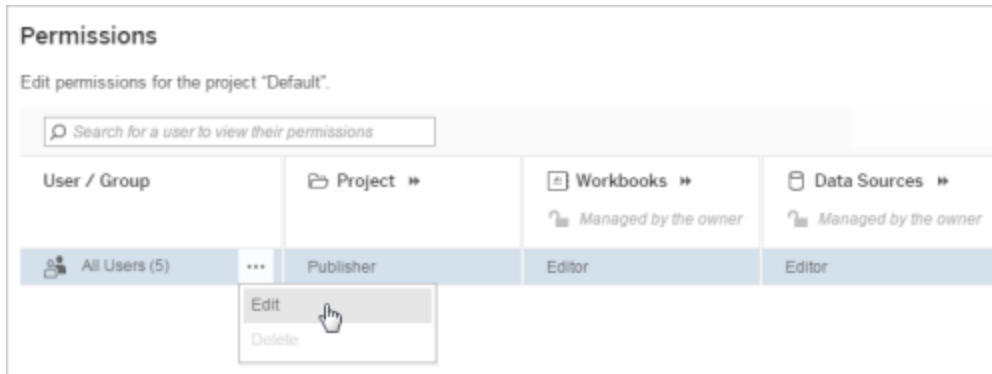 Permissions
Edit permissions for the project "Default".
Search for a user to view their permissions
User / Group
Project
Workbooks
Data Sources
Managed by the owner
Managed by the owner
All Users (5)
...
Publisher
Editor
Editor
Edit
Delete